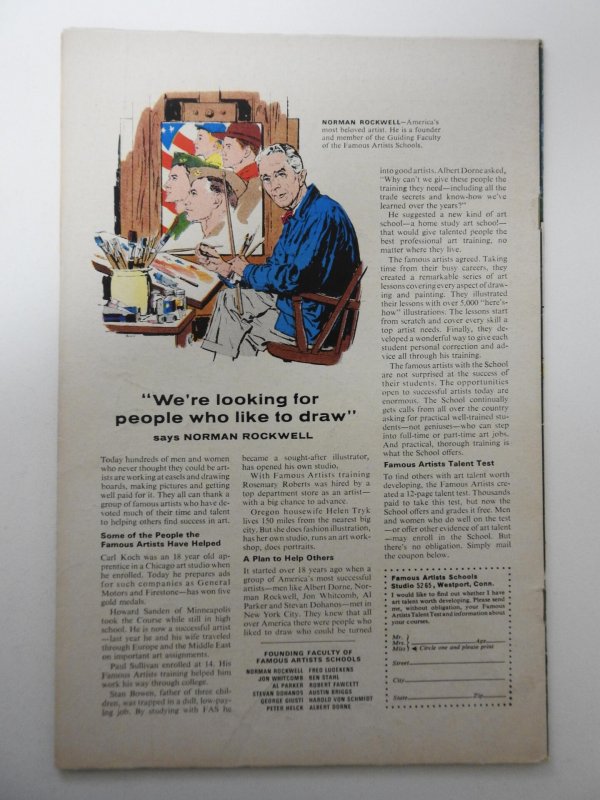 NORMAN ROCKWELL—America's
most beloved artist. He is a founder
and member of the Guiding Faculty
of the Famous Artists Schools.
"We're looking for
people who like to draw"
says NORMAN ROCKWELL
Today hundreds of men and women
who never thought they could be art-
ists are working at easels and drawing
boards, making pictures and getting
well paid for it. They all can thank a
group of famous artists who have de-
voted much of their time and talent
to helping others find success in art.
Some of the People the
Famous Artists Have Helped
Carl Koch was an 18 year old ap-
prentice in a Chicago art studio when
he enrolled. Today he prepares ads
for such companies as General
Motors and Firestone—has won five
gold medals.
Howard Sanden of Minneapolis
took the Course while still in high
school. He is now a successful artist
—last year he and his wife traveled
through Europe and the Middle East
on important art assignments.
Paul Sullivan enrolled at 14. His
Famous Artists training helped him
work his way through college.
Stan Bowen, father of three chil-
dren, was trapped in a dull, low-pay-
ing job. By studying with FAS he
became a sought-after illustrator,
has opened his own studio.
With Famous Artists training
Rosemary Roberts was hired by a
top department store as an artist—
with a big chance to advance.
Oregon housewife Helen Tryk
lives 150 miles from the nearest big
city. But she does fashion illustration,
has her own studio, runs an art work-
shop, does portraits.
A Plan to Help Others
It started over 18 years ago when a
group of America's most successful
artists—men like Albert Dorne, Nor-
man Rockwell, Jon Whitcomb, Al
Parker and Stevan Dohanos—met in
New York City. They knew that all
over America there were people who
liked to draw who could be turned
FOUNDING FACULTY OF
FAMOUS ARTISTS SCHOOLS
NORMAN ROCKWELL FRED LUDEKENS
JON WHITCOMB BEN STAHL
AL PARKER ROBERT FAWCETT
STEVAN DOHANOS AUSTIN BRIGGS
GEORGE GIUSTI HAROLD VON SCHMIDT
PETER HELCK ALBERT DORNE
into good artists. Albert Dorne asked,
"Why can't we give these people the
training they need—including all the
trade secrets and know-how we've
learned over the years?"
He suggested a new kind of art
school—a home study art school—
that would give talented people the
best professional art training, no
matter where they live.
The famous artists agreed. Taking
time from their busy careers, they
created a remarkable series of art
lessons covering every aspect of draw-
ing and painting. They illustrated
their lessons with over 5,000 "here's-
how" illustrations. The lessons start
from scratch and cover every skill a
top artist needs. Finally, they de-
veloped a wonderful way to give each
student personal correction and ad-
vice all through his training.
The famous artists with the School
are not surprised at the success of
their students. The opportunities
open to successful artists today are
enormous. The School continually
gets calls from all over the country
asking for practical well-trained stu-
dents—not geniuses—who can step
into full-time or part-time art jobs.
And practical, thorough training is
what the School offers.
Famous Artists Talent Test
To find others with art talent worth
developing, the Famous Artists cre-
ated a 12-page talent test. Thousands
paid to take this test, but now the
School offers and grades it free. Men
and women who do well on the test
—or offer other evidence of art talent
—may enroll in the School. But
there's no obligation. Simply mail
the coupon below.
Famous Artists Schools
Studio 5265, Westport, Conn.
I would like to find out whether I have
art talent worth developing. Please send
me, without obligation, your Famous
Artists Talent Test and information about
your courses.
Mr.
Mrs. Age
Miss Circle one and please print
Street
City
State Zip